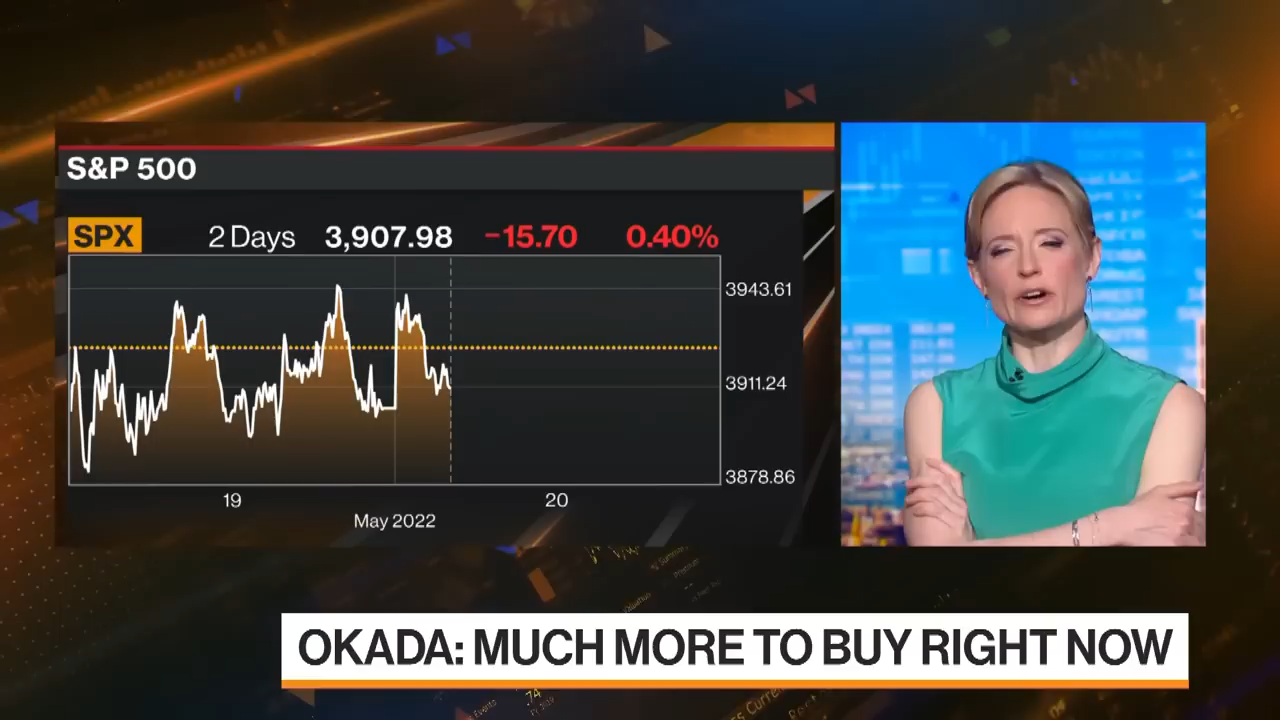 S&P 500
SPX 2 Days 3,907.98 −15.70 0.40%
3943.61
3911.24
3878.86
19 20
May 2022
OKADA: MUCH MORE TO BUY RIGHT NOW